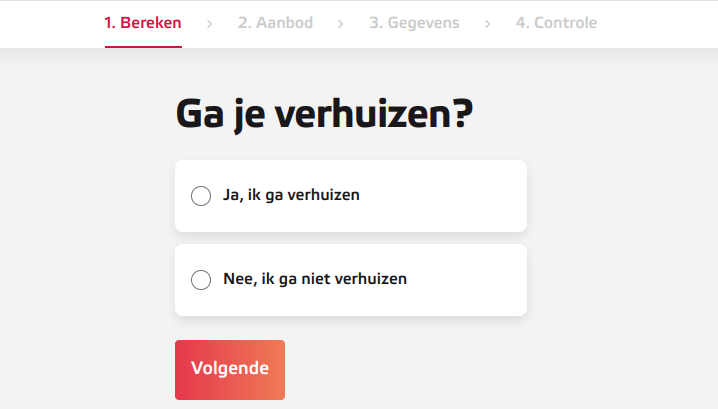 1. Bereken > 2. Aanbod > 3. Gegevens > 4. Controle
Ga je verhuizen?
Ja, ik ga verhuizen
Nee, ik ga niet verhuizen
Volgende